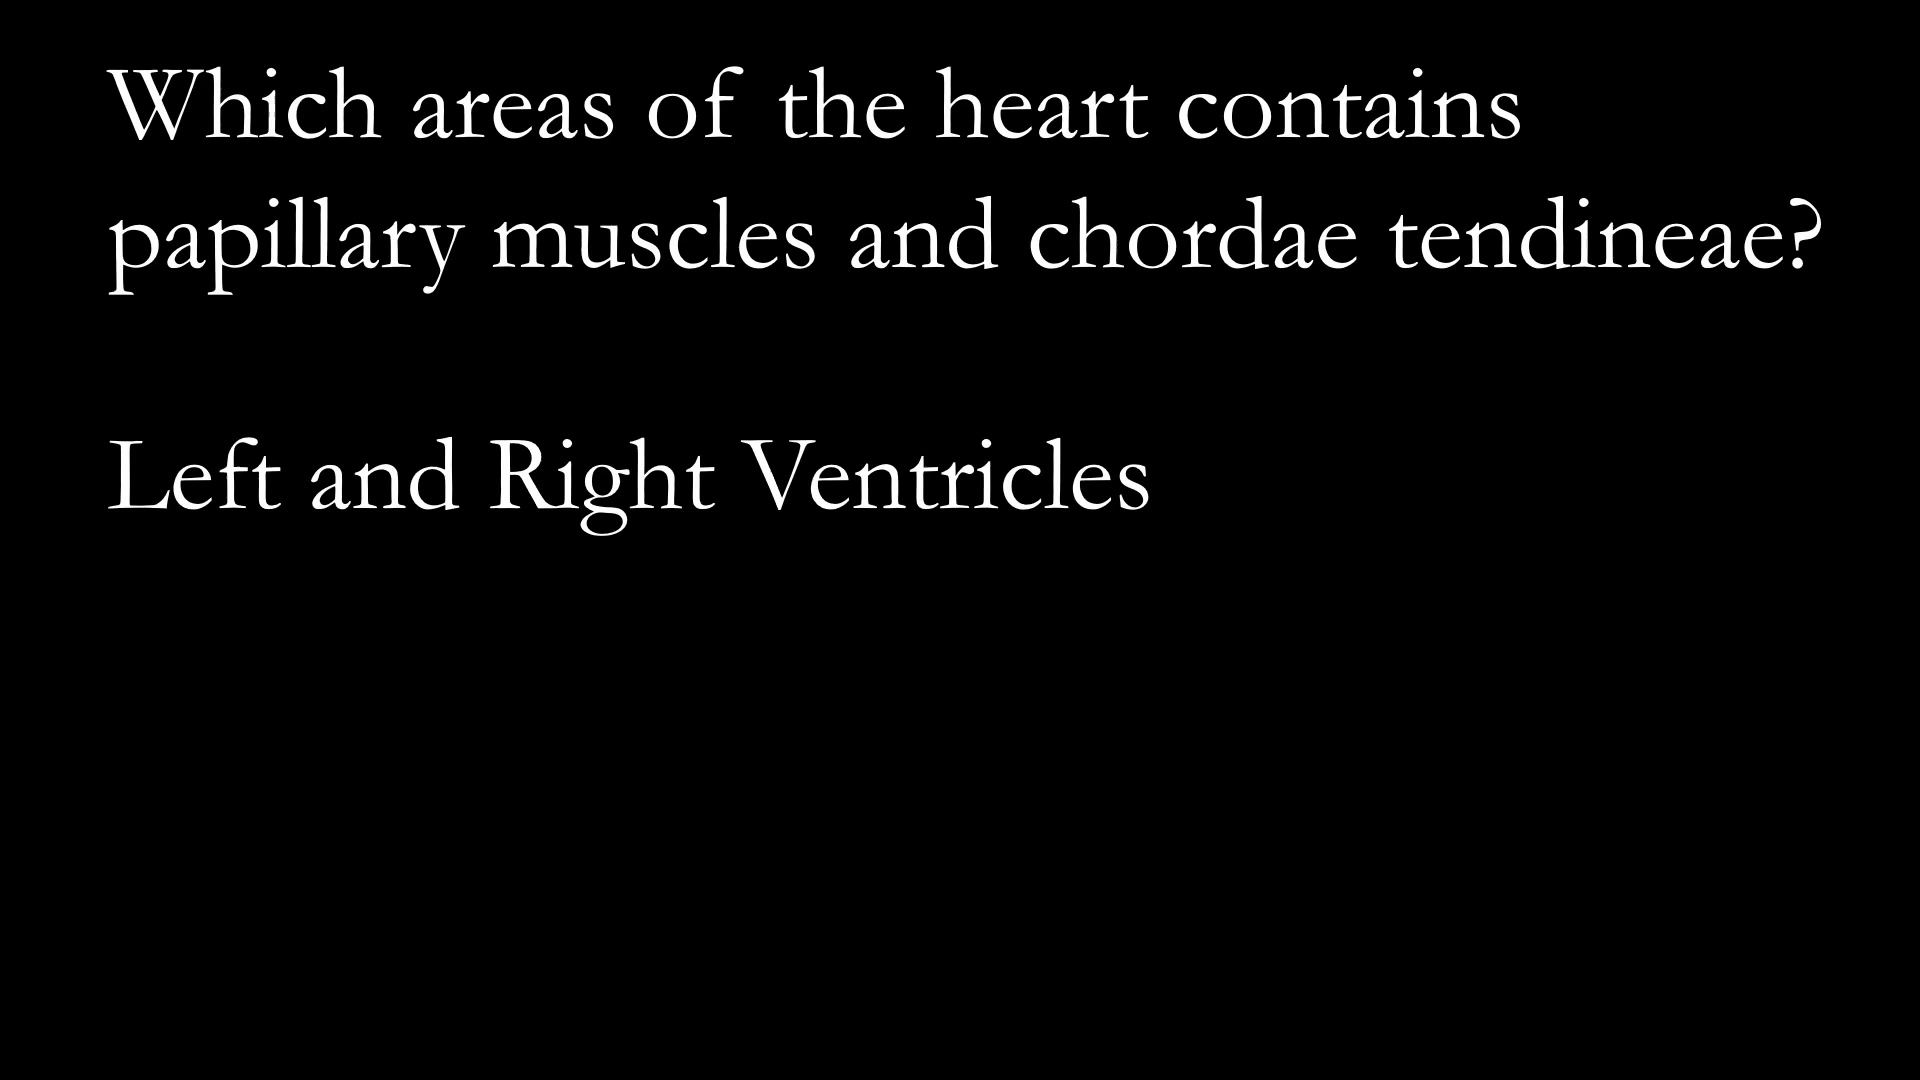 Which areas of the heart contains
papillary muscles and chordae tendineae?
Left and Right Ventricles